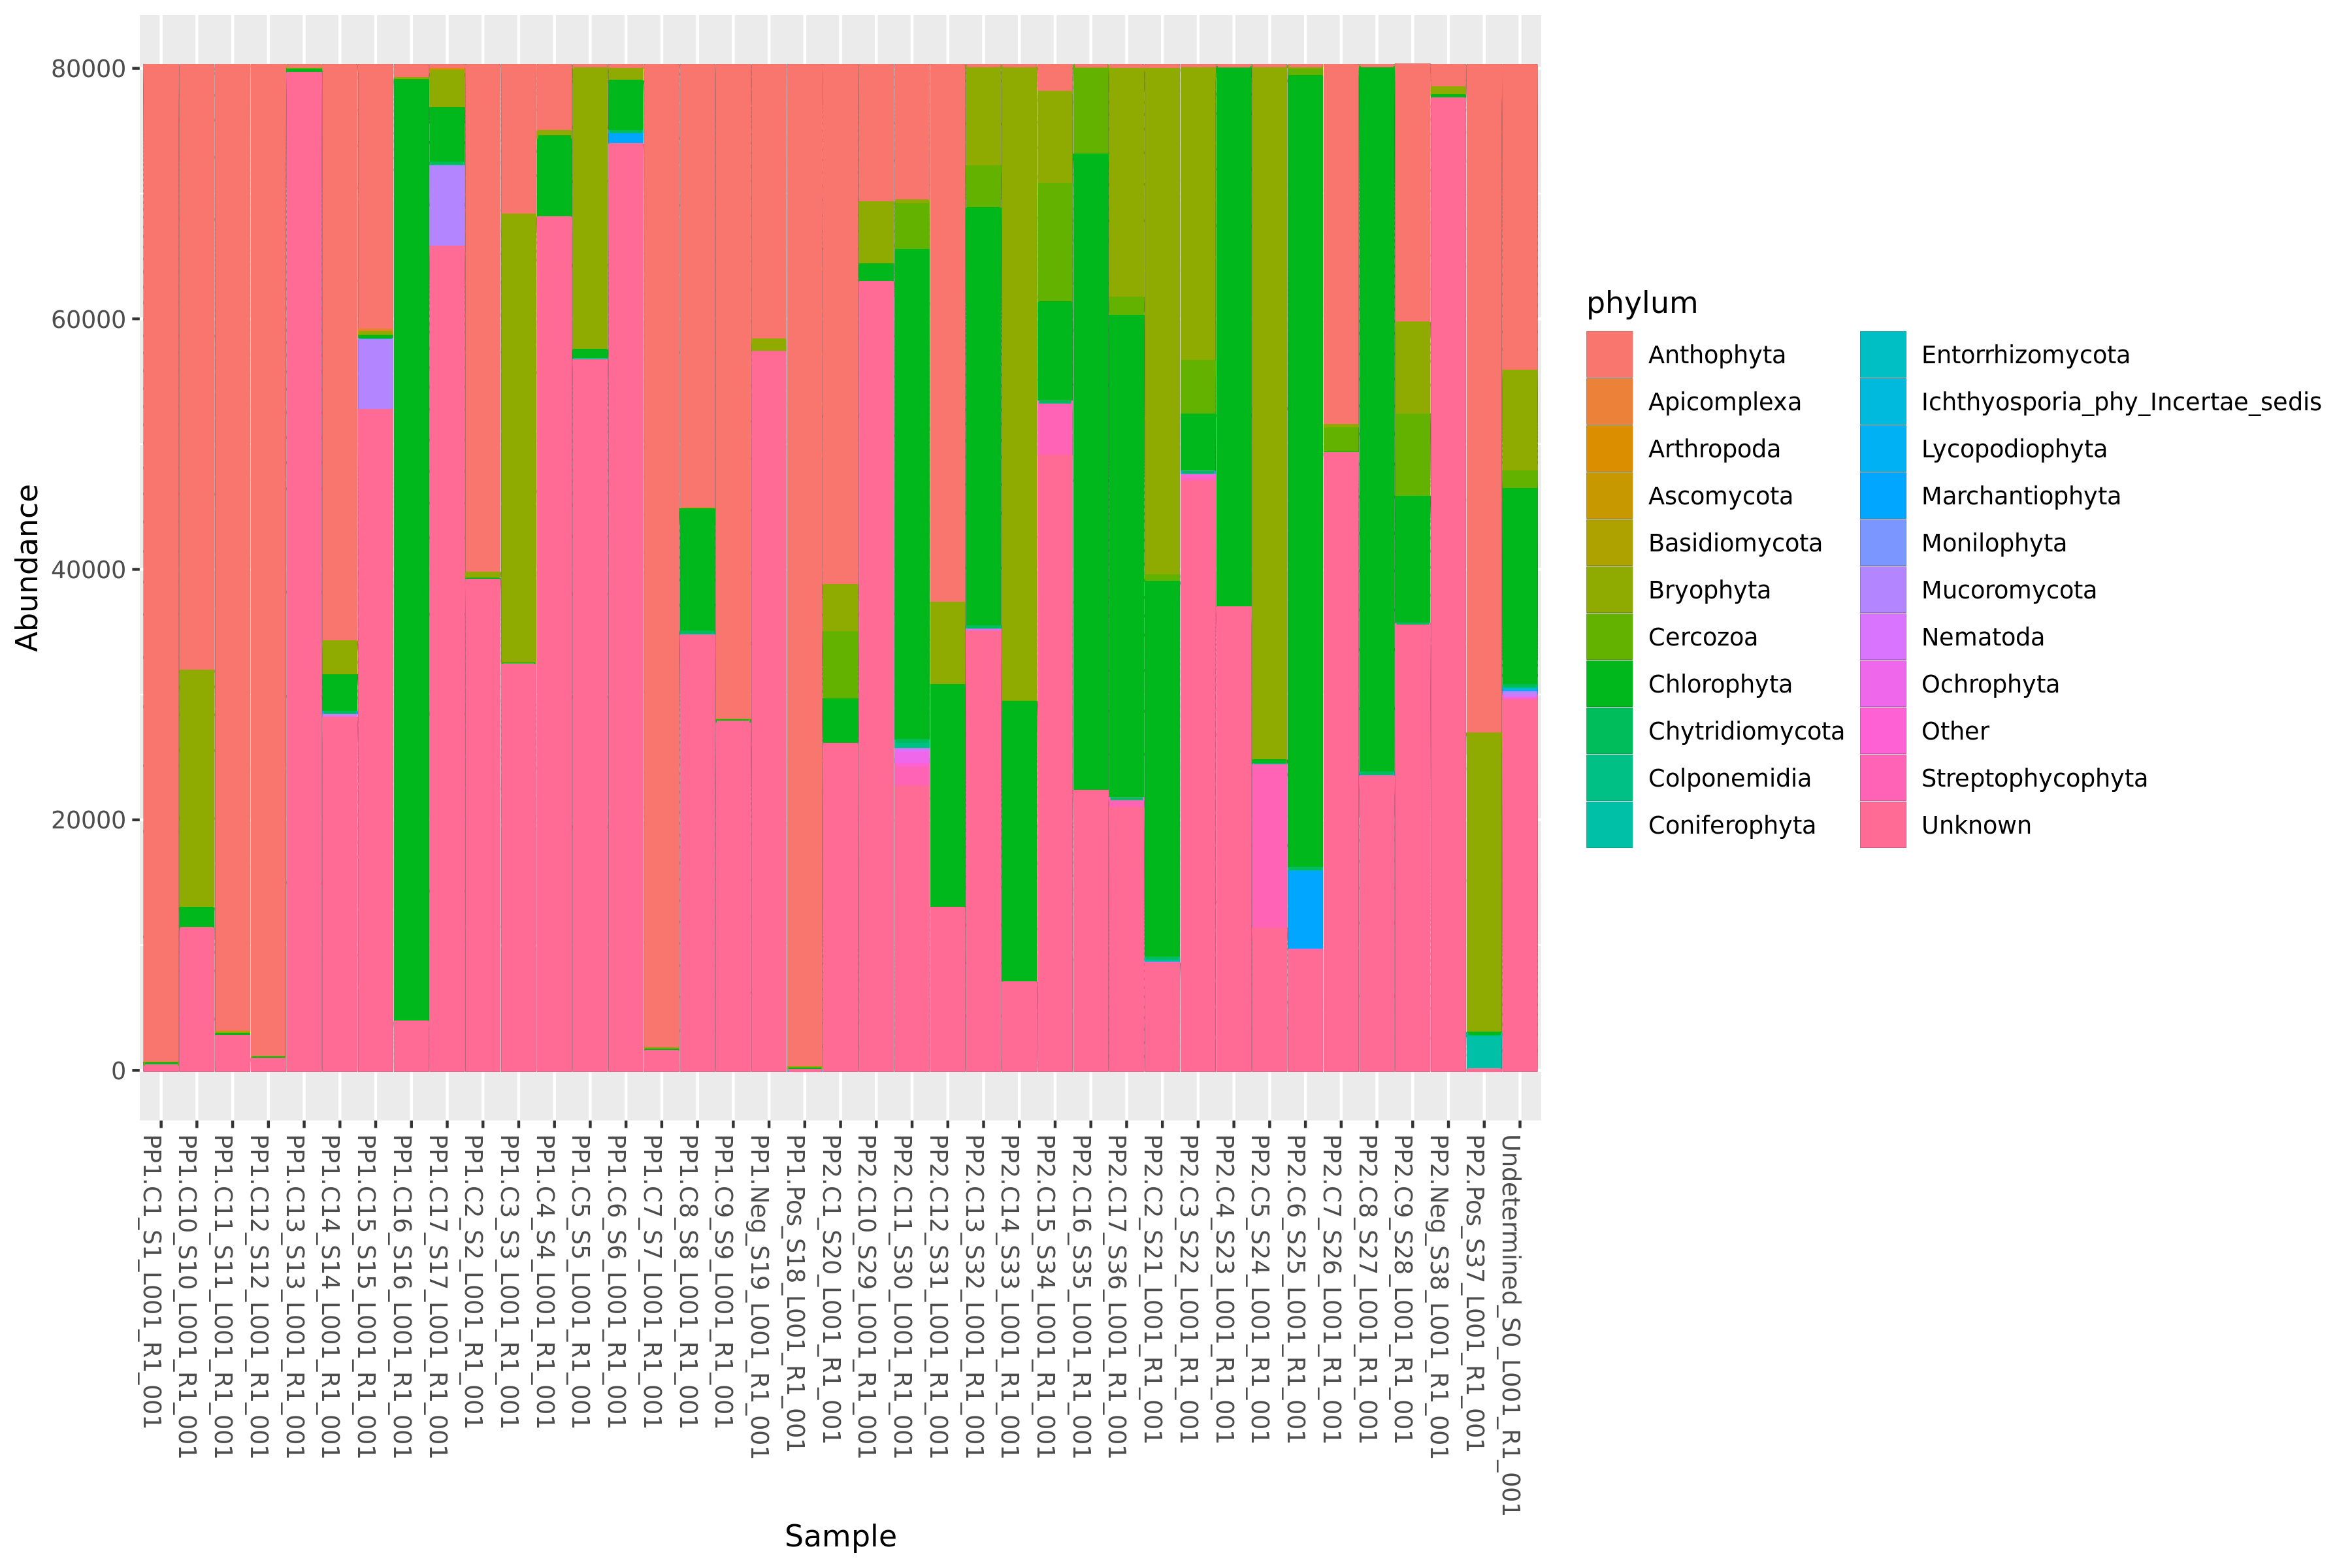 80000
60000
40000
20000
0
Abundance
PP1.C1_S1_L001_R1_001
PP1.C10_S10_L001_R1_001
PP1.C11_S11_L001_R1_001
PP1.C12_S12_L001_R1_001
PP1.C13_S13_L001_R1_001
PP1.C14_S14_L001_R1_001
PP1.C15_S15_L001_R1_001
PP1.C16_S16_L001_R1_001
PP1.C17_S17_L001_R1_001
PP1.C2_S2_L001_R1_001
PP1.C3_S3_L001_R1_001
PP1.C4_S4_L001_R1_001
PP1.C5_S5_L001_R1_001
PP1.C6_S6_L001_R1_001
PP1.C7_S7_L001_R1_001
PP1.C8_S8_L001_R1_001
PP1.C9_S9_L001_R1_001
PP1.Neg_S19_L001_R1_001
PP1.Pos_S18_L001_R1_001
PP2.C1_S20_L001_R1_001
PP2.C10_S29_L001_R1_001
PP2.C11_S30_L001_R1_001
PP2.C12_S31_L001_R1_001
PP2.C13_S32_L001_R1_001
PP2.C14_S33_L001_R1_001
PP2.C15_S34_L001_R1_001
PP2.C16_S35_L001_R1_001
PP2.C17_S36_L001_R1_001
PP2.C2_S21_L001_R1_001
PP2.C3_S22_L001_R1_001
PP2.C4_S23_L001_R1_001
PP2.C5_S24_L001_R1_001
PP2.C6_S25_L001_R1_001
PP2.C7_S26_L001_R1_001
PP2.C8_S27_L001_R1_001
PP2.C9_S28_L001_R1_001
PP2.Neg_S38_L001_R1_001
PP2.Pos_S37_L001_R1_001
Undetermined_S0_L001_R1_001
Sample
phylum
Anthophyta
Apicomplexa
Arthropoda
Ascomycota
Basidiomycota
Bryophyta
Cercozoa
Chlorophyta
Chytridiomycota
Colponemidia
Coniferophyta
Entorrhizomycota
Ichthyosporia_phy_Incertae_sedis
Lycopodiophyta
Marchantiophyta
Monilophyta
Mucoromycota
Nematoda
Ochrophyta
Other
Streptophycophyta
Unknown